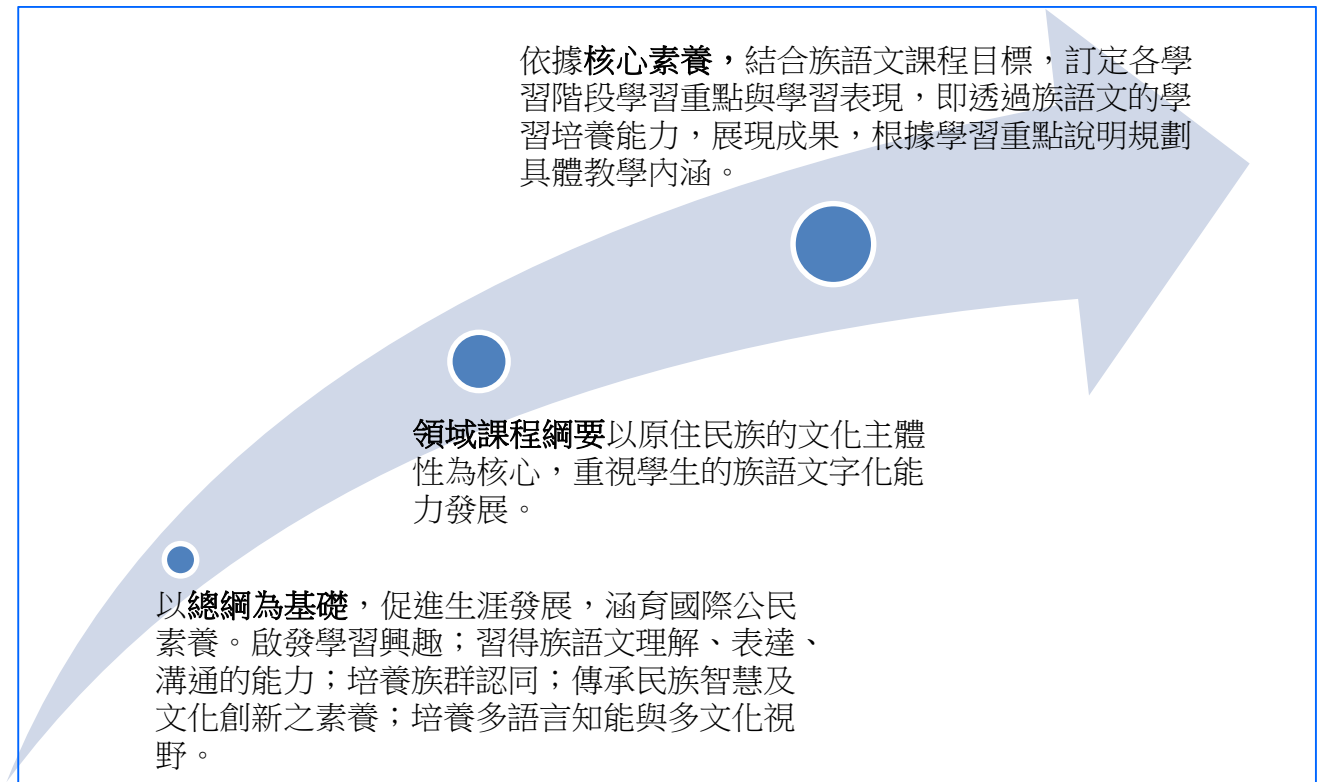 依據核心素養，結合族語文課程目標，訂定各學
習階段學習重點與學習表現，即透過族語文的學
習培養能力，展現成果，根據學習重點說明規劃
具體教學內涵。
領域課程綱要以原住民族的文化主體
性為核心，重視學生的族語文字化能
力發展。
以總綱為基礎，促進生涯發展，涵育國際公民
素養。啟發學習興趣；習得族語文理解、表達、
溝通的能力；培養族群認同；傳承民族智慧及
文化創新之素養；培養多語言知能與多文化視
野。